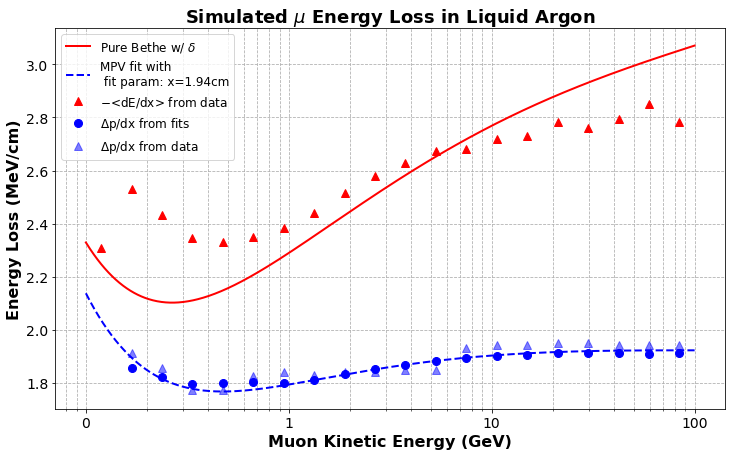 Simulated μ Energy Loss in Liquid Argon
Pure Bethe w/ δ
MPV fit with
fit param: x=1.94cm
−<dE/dx> from data
Δp/dx from fits
Δp/dx from data
Energy Loss (MeV/cm)
3.0
2.8
2.6
2.4
2.2
2.0
1.8
0 1 10 100
Muon Kinetic Energy (GeV)